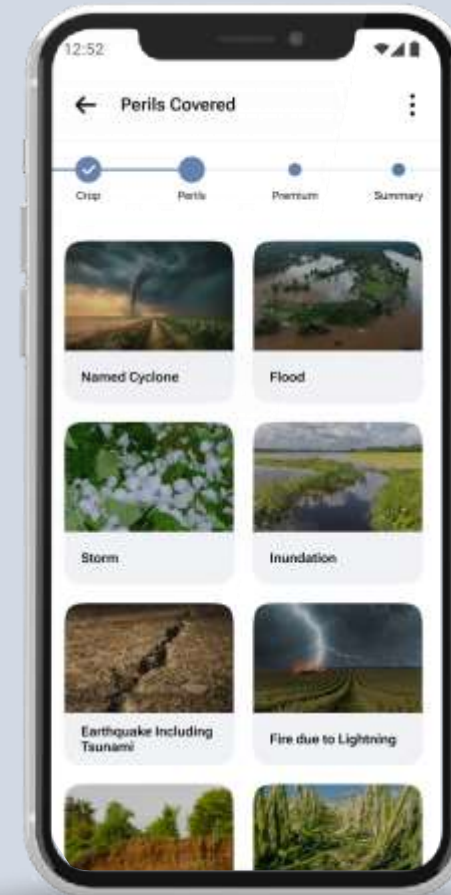 12:52
Perils Covered
Crop Perils Premium Summary
Named Cyclone Flood
Storm Inundation
Earthquake Including
Tsunami
Fire due to Lightning